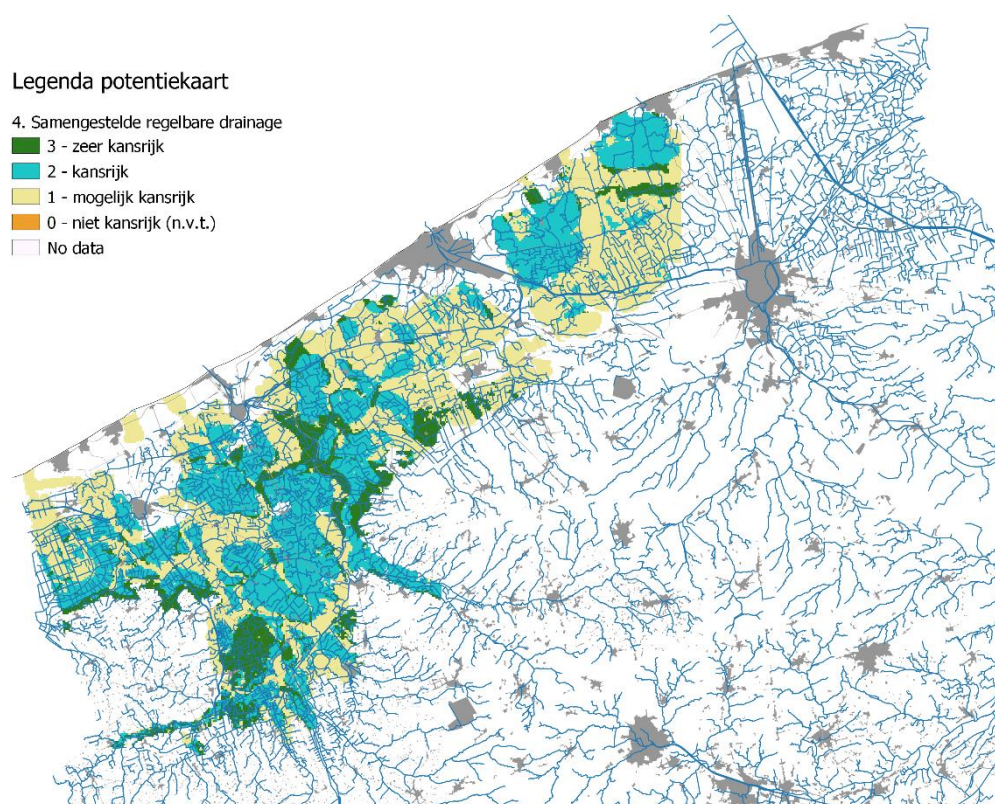 Legenda potentiekaart
4. Samengestelde regelbare drainage
3 - zeer kansrijk
2 - kansrijk
1 - mogelijk kansrijk
0 - niet kansrijk (n.v.t.)
No data